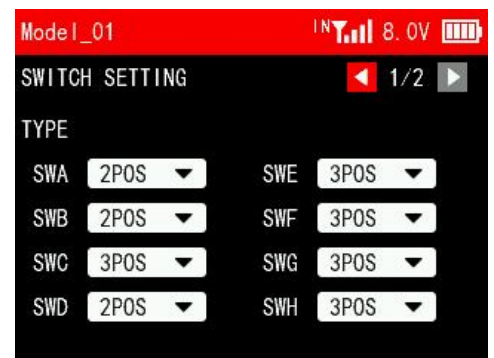 Model_01 IN 8.0V
SWITCH SETTING 1/2
TYPE
SWA 2POS SWE 3POS
SWB 2POS SWF 3POS
SWC 3POS SWG 3POS
SWD 2POS SWH 3POS